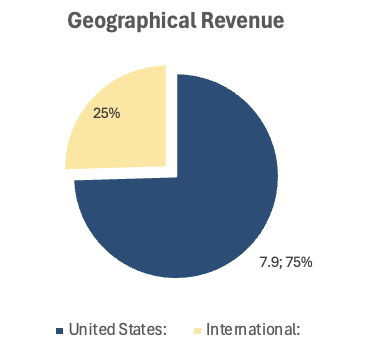 Geographical Revenue
25%
7.9; 75%
United States: International: